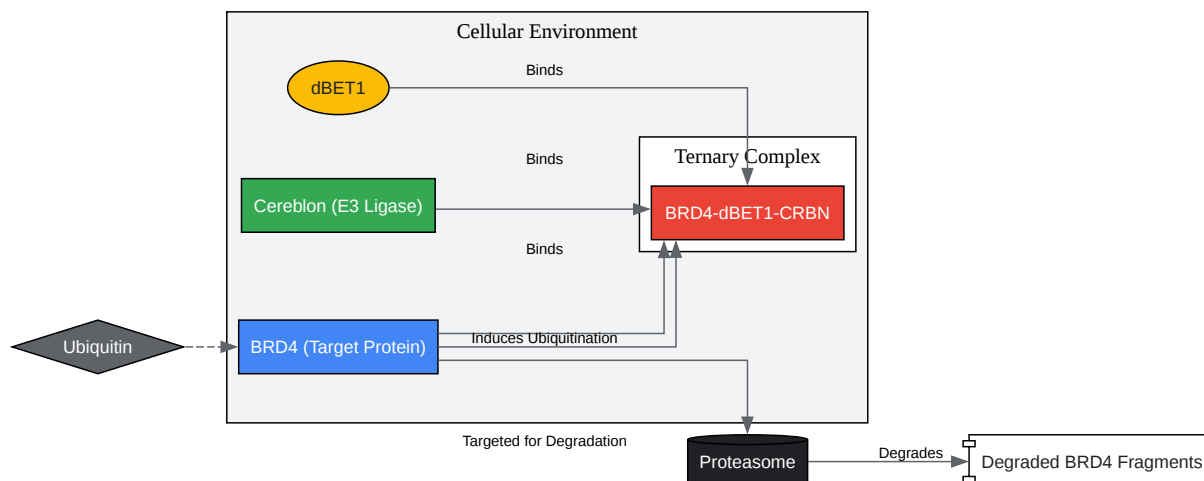 Cellular Environment
Binds
dBET1
Ternary Complex
Binds
Cereblon (E3 Ligase)
BRD4-dBET1-CRBN
Binds
Induces Ubiquitination
Ubiquitin
BRD4 (Target Protein)
Targeted for Degradation
Proteasome
Degrades
Degraded BRD4 Fragments